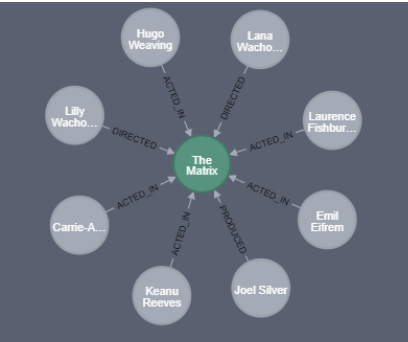 Hugo
Weaving
Lana
Wacho...
ACTED_IN
DIRECTED
Lilly
Wacho...
Laurence
Fishbur...
DIRECTED
ACTED_IN
The
Matrix
ACTED_IN
ACTED_IN
Carrie-A...
Emil
Eifrem
ACTED_IN
PRODUCED
Keanu
Reeves
Joel Silver